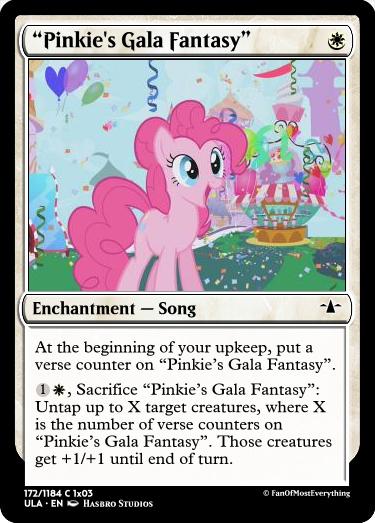 “Pinkie's Gala Fantasy”
Enchantment — Song
At the beginning of your upkeep, put a
verse counter on “Pinkie’s Gala Fantasy”.
1, Sacrifice “Pinkie’s Gala Fantasy”:
Untap up to X target creatures, where X
is the number of verse counters on
“Pinkie’s Gala Fantasy”. Those creatures
get +1/+1 until end of turn.
172/1184 C 1x03
ULA • EN Hasbro Studios
© FanOfMostEverything